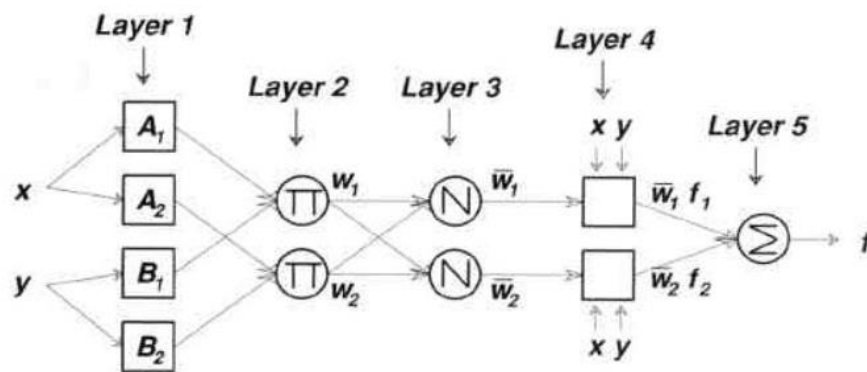 Layer 1
Layer 4
Layer 2 Layer 3
x y Layer 5
A₁
w₁ w̅₁ w̅₁ f₁
x
Π N
A₂
Σ f
B₁
Π N
y w₂ w̅₂ w̅₂ f₂
B₂
x y